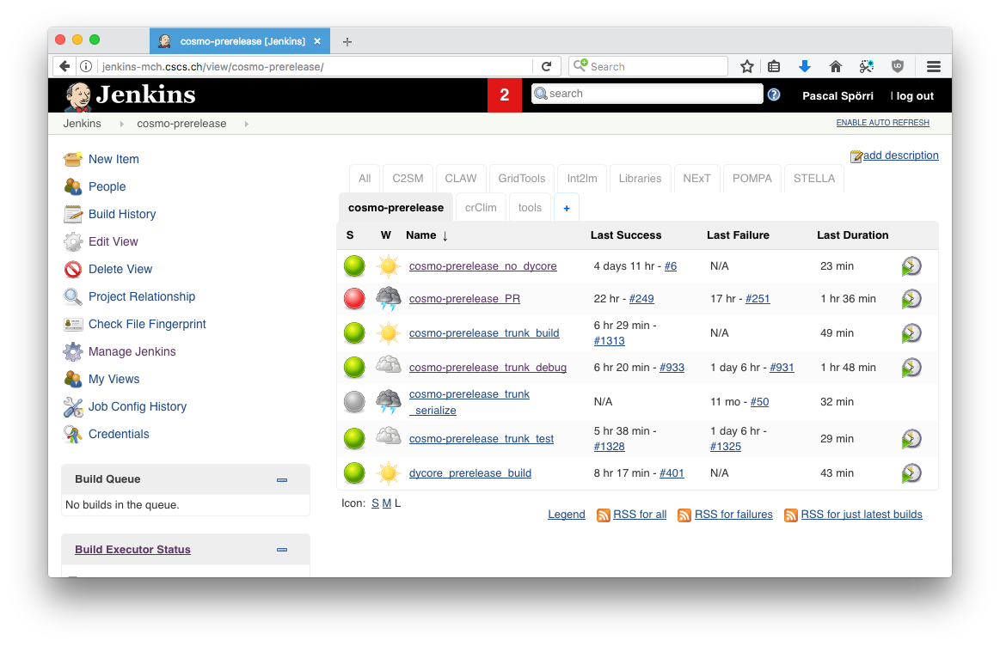 cosmo-prerelease [Jenkins]
jenkins-mch.cscs.ch/view/cosmo-prerelease/
Search
Jenkins
2
search
Pascal Spörri
| log out
Jenkins
cosmo-prerelease
ENABLE AUTO REFRESH
New Item
People
Build History
Edit View
Delete View
Project Relationship
Check File Fingerprint
Manage Jenkins
My Views
Job Config History
Credentials
Build Queue
No builds in the queue.
Build Executor Status
add description
All C2SM CLAW GridTools Int2lm Libraries NExT POMPA STELLA
cosmo-prerelease crClim tools +
S W Name ↓ Last Success Last Failure Last Duration
cosmo-prerelease_no_dycore 4 days 11 hr - #6 N/A 23 min
cosmo-prerelease_PR 22 hr - #249 17 hr - #251 1 hr 36 min
cosmo-prerelease_trunk_build 6 hr 29 min - #1313 N/A 49 min
cosmo-prerelease_trunk_debug 6 hr 20 min - #933 1 day 6 hr - #931 1 hr 48 min
cosmo-prerelease_trunk
_serialize N/A 11 mo - #50 32 min
cosmo-prerelease_trunk_test 5 hr 38 min - #1328 1 day 6 hr - #1325 29 min
dycore_prerelease_build 8 hr 17 min - #401 N/A 43 min
Icon: S M L
Legend RSS for all RSS for failures RSS for just latest builds